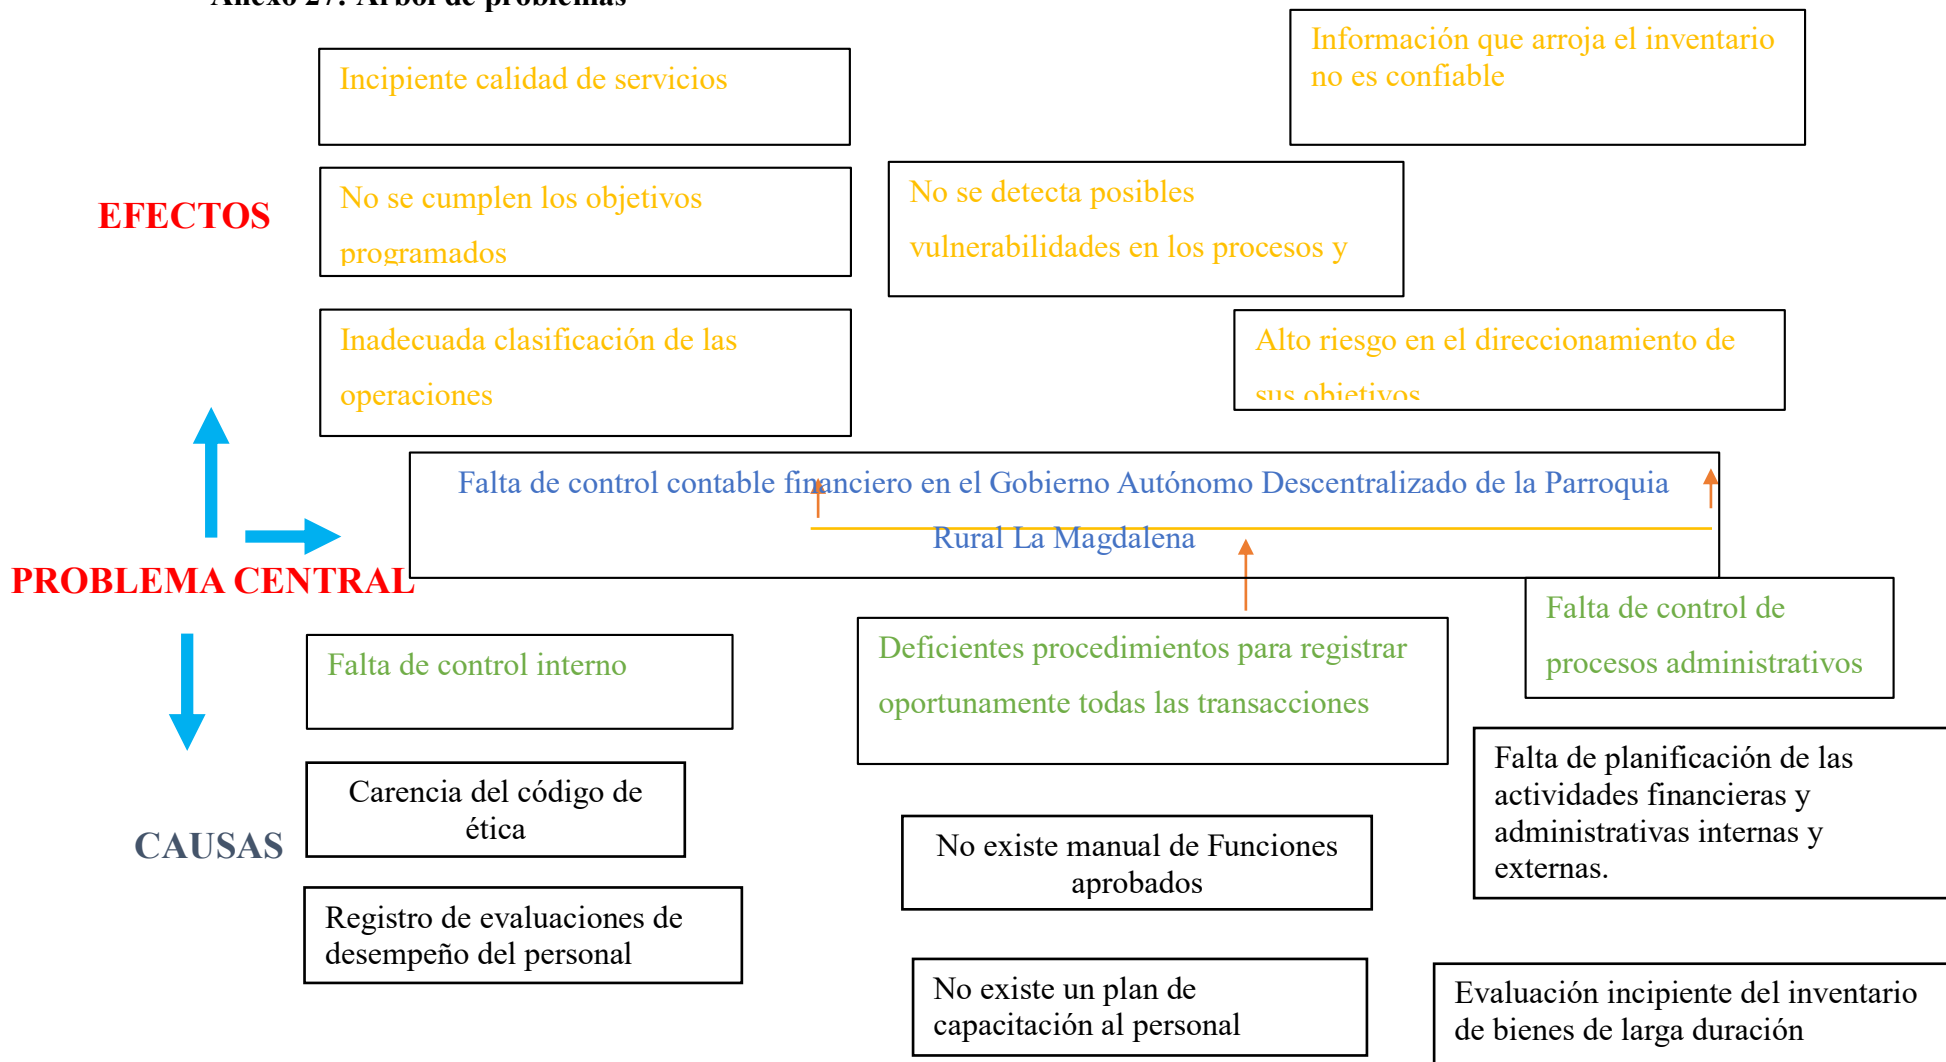 Anexo 27: Árbol de problemas
Información que arroja el inventario
no es confiable
Incipiente calidad de servicios
EFECTOS
No se cumplen los objetivos
programados
No se detecta posibles
vulnerabilidades en los procesos y
Inadecuada clasificación de las
operaciones
Alto riesgo en el direccionamiento de
sus objetivos
Falta de control contable financiero en el Gobierno Autónomo Descentralizado de la Parroquia
Rural La Magdalena
PROBLEMA CENTRAL
Falta de control interno
Deficientes procedimientos para registrar
oportunamente todas las transacciones
Falta de control de
procesos administrativos
CAUSAS
Carencia del código de
ética
No existe manual de Funciones
aprobados
Falta de planificación de las
actividades financieras y
administrativas internas y
externas.
Registro de evaluaciones de
desempeño del personal
No existe un plan de
capacitación al personal
Evaluación incipiente del inventario
de bienes de larga duración